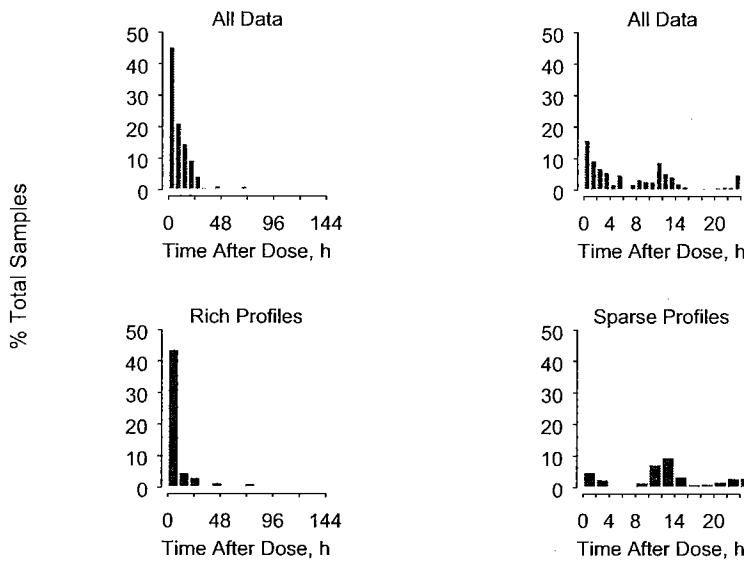 All Data
All Data
50
40
30
20
10
0
0 48 96 144
Time After Dose, h
50
40
30
20
10
0
0 4 8 14 20
Time After Dose, h
% Total Samples
Rich Profiles
Sparse Profiles
50
40
30
20
10
0
0 48 96 144
Time After Dose, h
50
40
30
20
10
0
0 4 8 14 20
Time After Dose, h